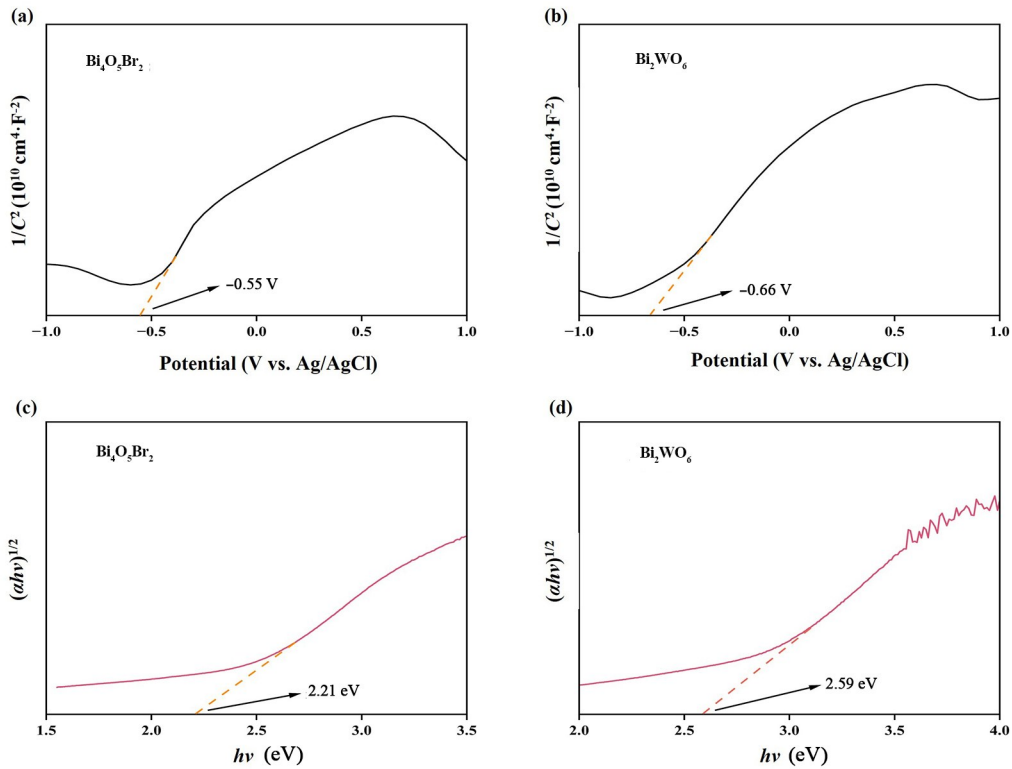 (a)
Bi₄O₅Br₂
1/C² (10¹⁰ cm⁴·F⁻²)
−0.55 V
−1.0 −0.5 0.0 0.5 1.0
Potential (V vs. Ag/AgCl)
(b)
Bi₂WO₆
1/C² (10¹⁰ cm⁴·F⁻²)
−0.66 V
−1.0 −0.5 0.0 0.5 1.0
Potential (V vs. Ag/AgCl)
(c)
Bi₄O₅Br₂
(αhν)¹/²
2.21 eV
1.5 2.0 2.5 3.0 3.5
hν (eV)
(d)
Bi₂WO₆
(αhν)¹/²
2.59 eV
2.0 2.5 3.0 3.5 4.0
hν (eV)